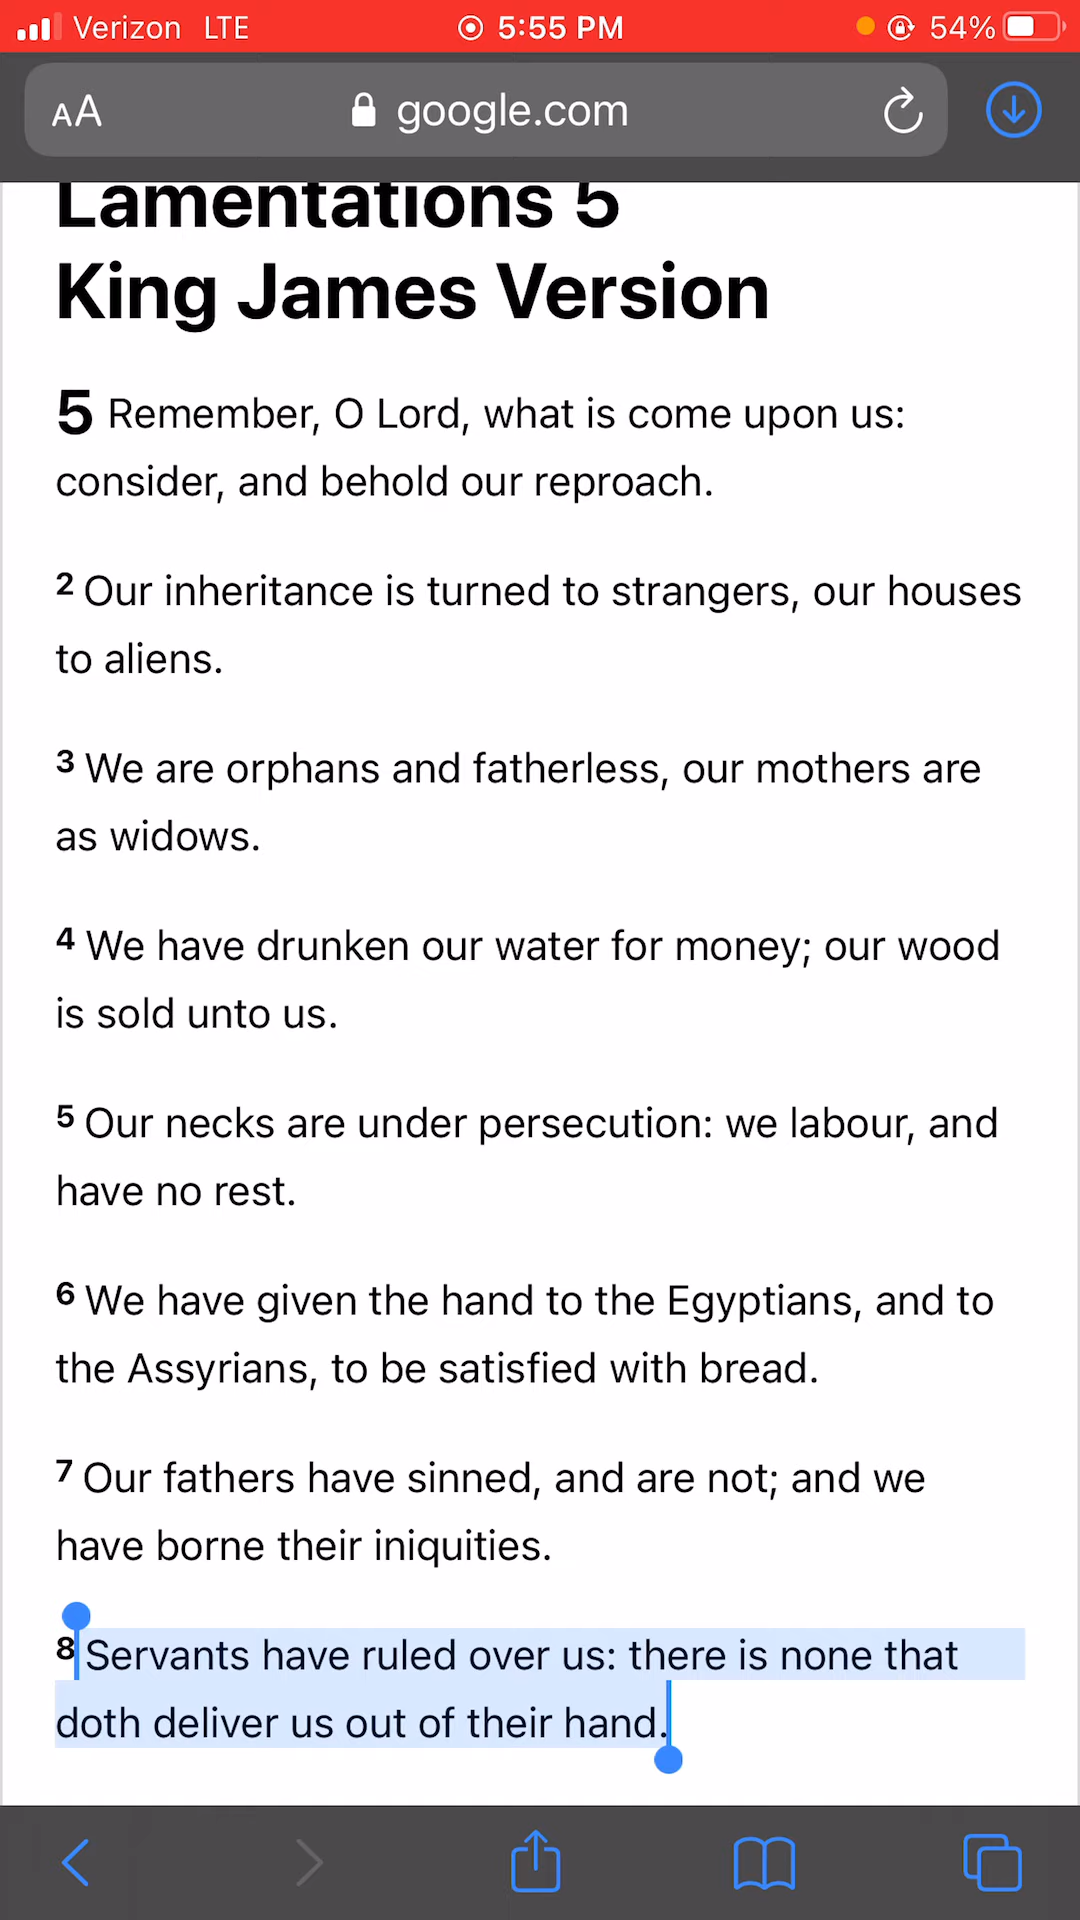 Verizon LTE 5:55 PM 54%
AA google.com
Lamentations 5
King James Version
5 Remember, O Lord, what is come upon us:
consider, and behold our reproach.
2 Our inheritance is turned to strangers, our houses
to aliens.
3 We are orphans and fatherless, our mothers are
as widows.
4 We have drunken our water for money; our wood
is sold unto us.
5 Our necks are under persecution: we labour, and
have no rest.
6 We have given the hand to the Egyptians, and to
the Assyrians, to be satisfied with bread.
7 Our fathers have sinned, and are not; and we
have borne their iniquities.
8 Servants have ruled over us: there is none that
doth deliver us out of their hand.